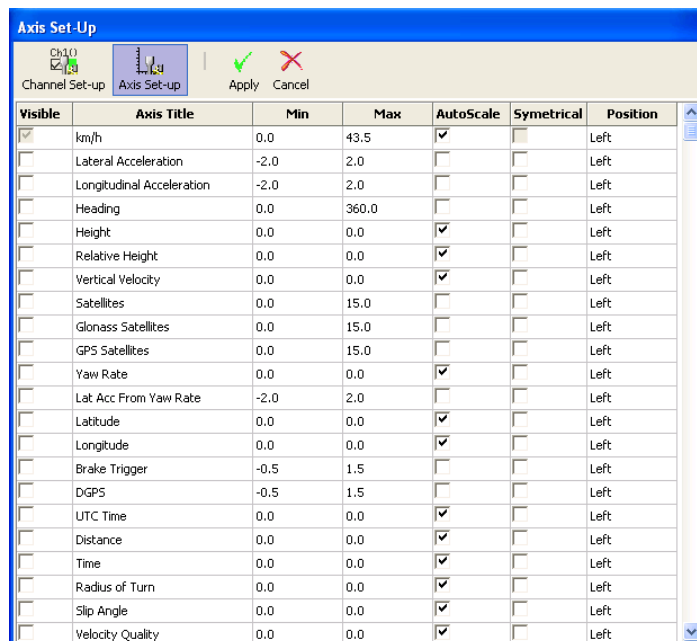 Axis Set-Up
Ch1()
Channel Set-up Axis Set-up Apply Cancel
Visible Axis Title Min Max AutoScale Symetrical Position
km/h 0.0 43.5 Left
Lateral Acceleration -2.0 2.0 Left
Longitudinal Acceleration -2.0 2.0 Left
Heading 0.0 360.0 Left
Height 0.0 0.0 Left
Relative Height 0.0 0.0 Left
Vertical Velocity 0.0 0.0 Left
Satellites 0.0 15.0 Left
Glonass Satellites 0.0 15.0 Left
GPS Satellites 0.0 15.0 Left
Yaw Rate 0.0 0.0 Left
Lat Acc From Yaw Rate -2.0 2.0 Left
Latitude 0.0 0.0 Left
Longitude 0.0 0.0 Left
Brake Trigger -0.5 1.5 Left
DGPS -0.5 1.5 Left
UTC Time 0.0 0.0 Left
Distance 0.0 0.0 Left
Time 0.0 0.0 Left
Radius of Turn 0.0 0.0 Left
Slip Angle 0.0 0.0 Left
Velocity Quality 0.0 0.0 Left